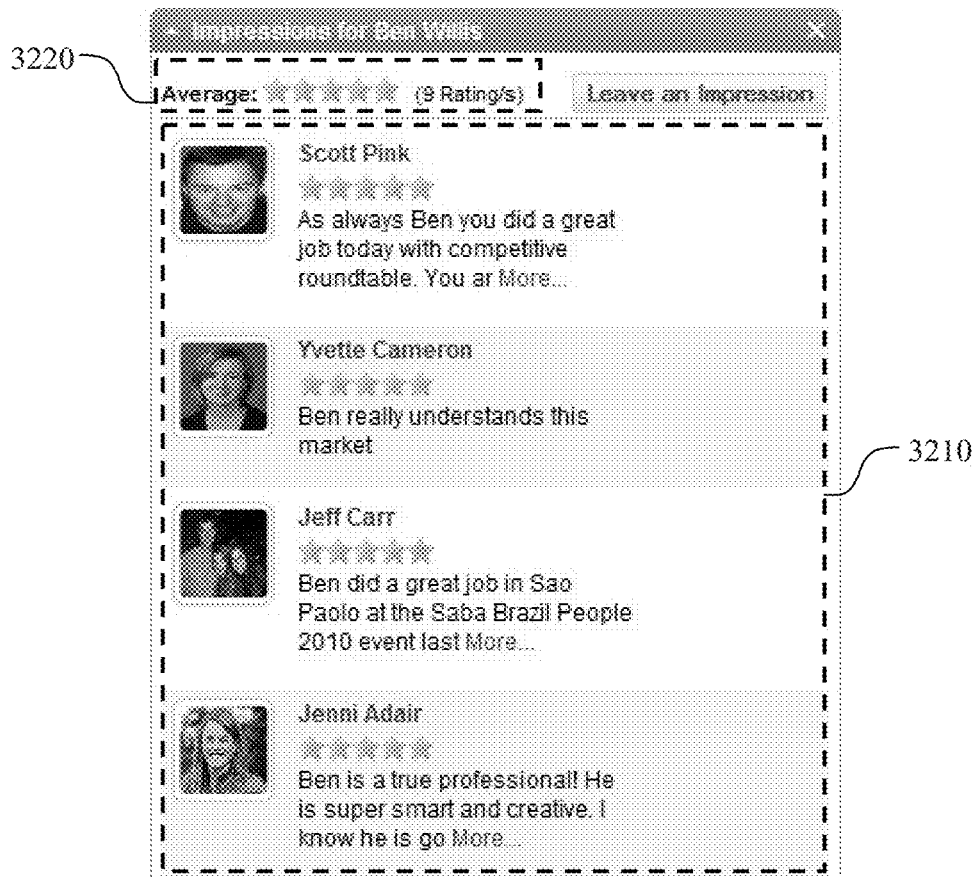 Impressions for Ben Willis
3220
Average: (9 Rating/s)
Leave an Impression
Scott Pink
As always Ben you did a great
job today with competitive
roundtable. You ar More...
Yvette Cameron
Ben really understands this
market
3210
Jeff Carr
Ben did a great job in Sao
Paolo at the Saba Brazil People
2010 event last More...
Jenni Adair
Ben is a true professional! He
is super smart and creative. I
know he is go More...